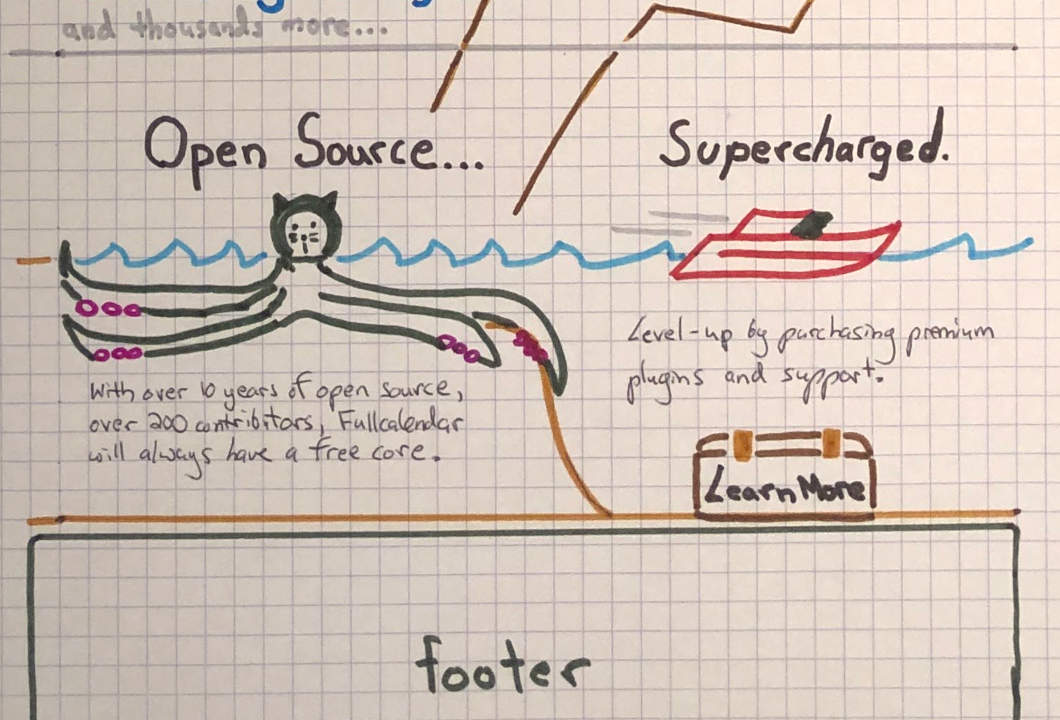 and thousands more...
Open Source...
Supercharged.
Level-up by purchasing premium
plugins and support.
With over 10 years of open source,
over 200 contributors, Fullcalendar
will always have a free core.
Learn More
footer